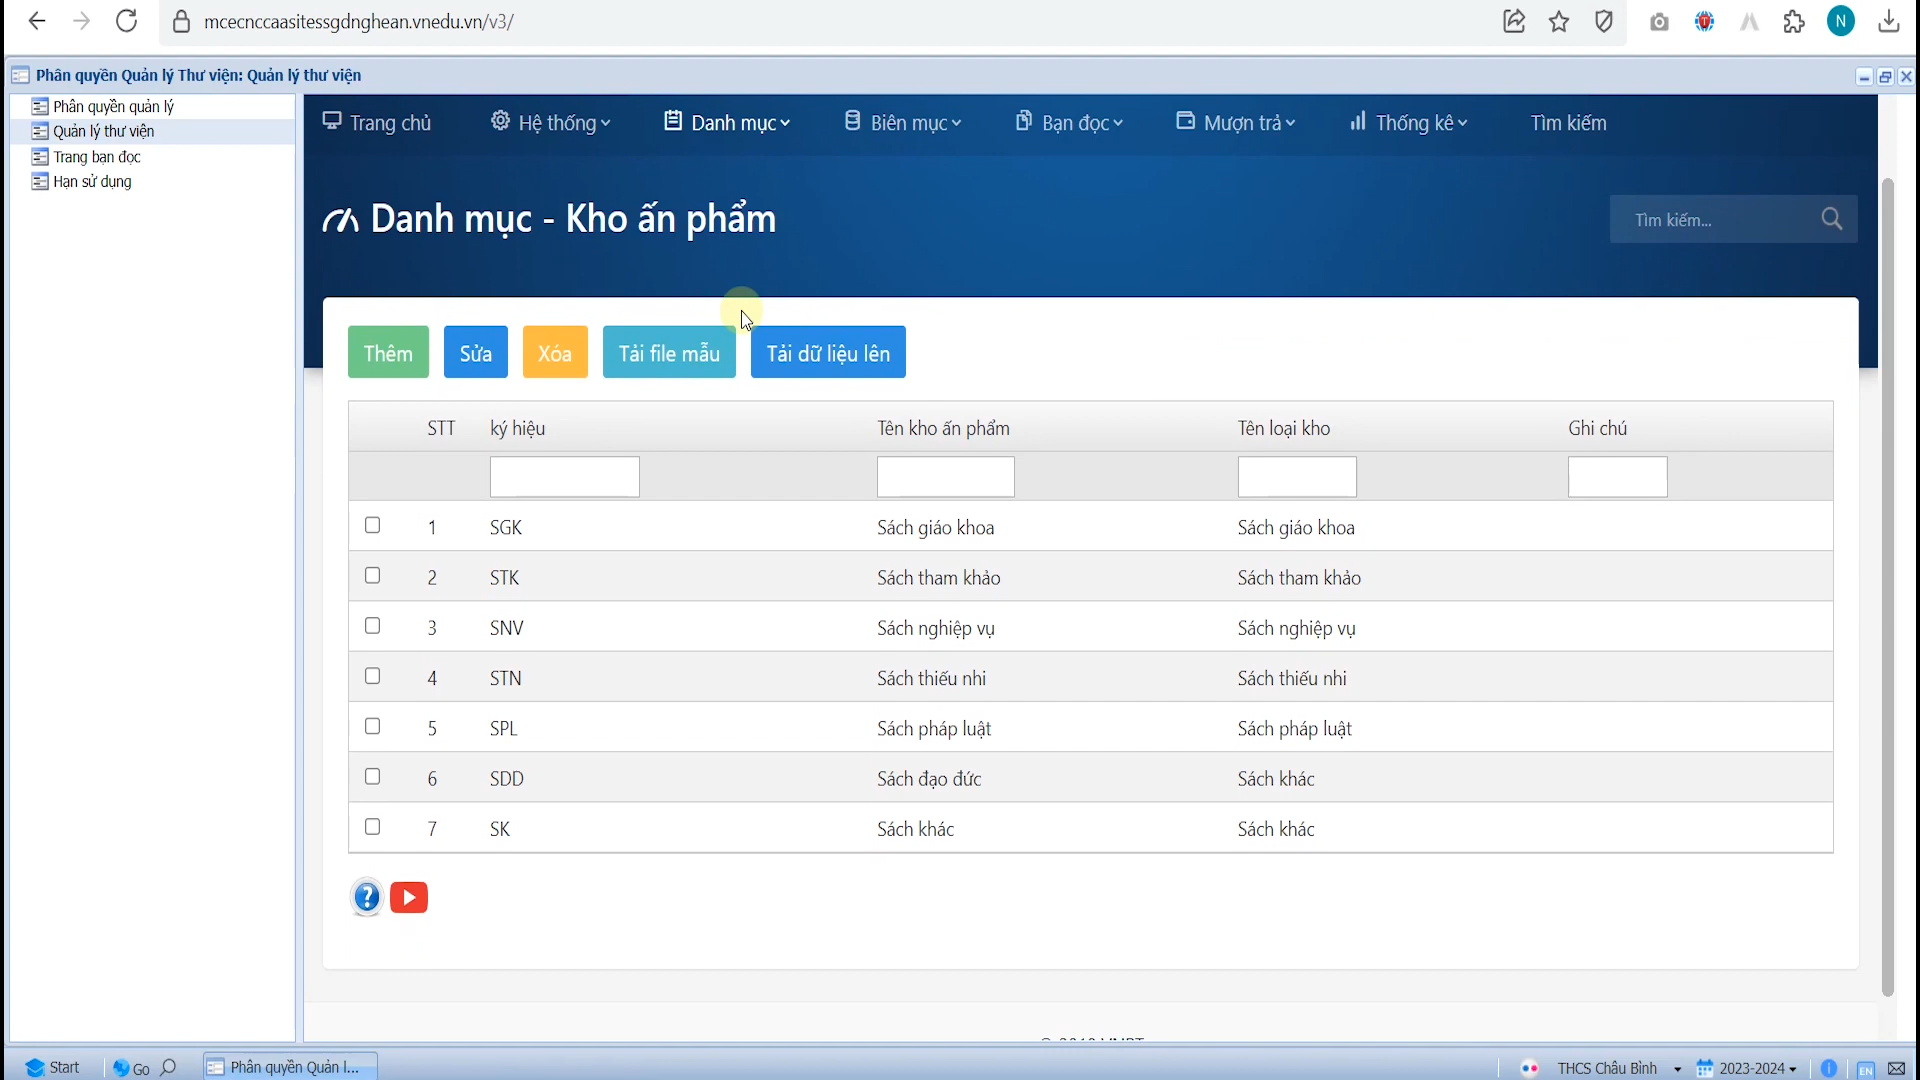 mcecnccaasitessgdnghean.vnedu.vn/v3/
N
Phân quyền Quản lý Thư viện: Quản lý thư viện
Phân quyền quản lý
Quản lý thư viện
Trang bạn đọc
Hạn sử dụng
Trang chủ Hệ thống Danh mục Biên mục Bạn đọc Mượn trả Thống kê Tìm kiếm
Danh mục - Kho ấn phẩm
Tìm kiếm...
Thêm Sửa Xóa Tải file mẫu Tải dữ liệu lên
STT ký hiệu Tên kho ấn phẩm Tên loại kho Ghi chú
1 SGK Sách giáo khoa Sách giáo khoa
2 STK Sách tham khảo Sách tham khảo
3 SNV Sách nghiệp vụ Sách nghiệp vụ
4 STN Sách thiếu nhi Sách thiếu nhi
5 SPL Sách pháp luật Sách pháp luật
6 SDD Sách đạo đức Sách khác
7 SK Sách khác Sách khác
?
Start Go Phân quyền Quản l... THCS Châu Bình 2023-2024 EN